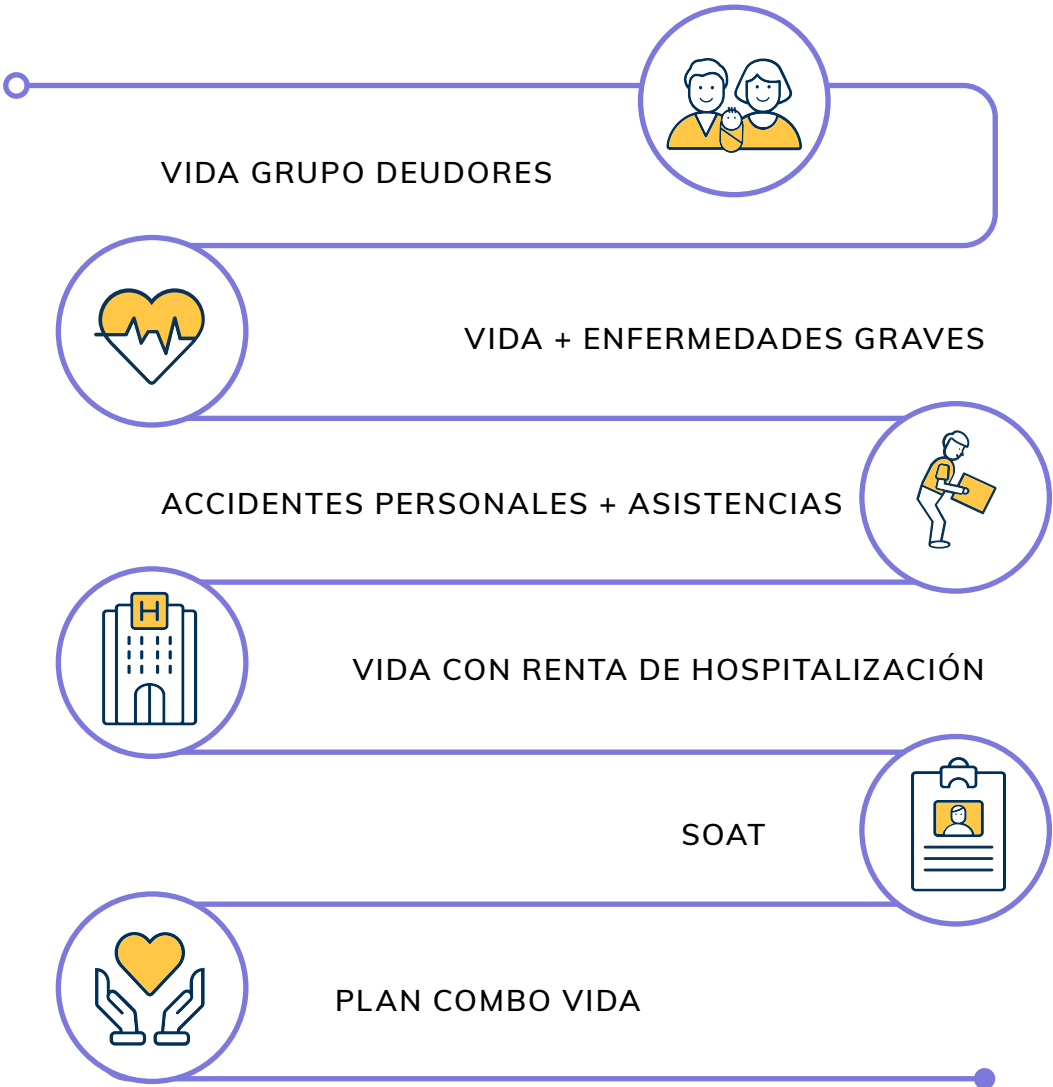 VIDA GRUPO DEUDORES
VIDA + ENFERMEDADES GRAVES
ACCIDENTES PERSONALES + ASISTENCIAS
H
VIDA CON RENTA DE HOSPITALIZACIÓN
SOAT
PLAN COMBO VIDA